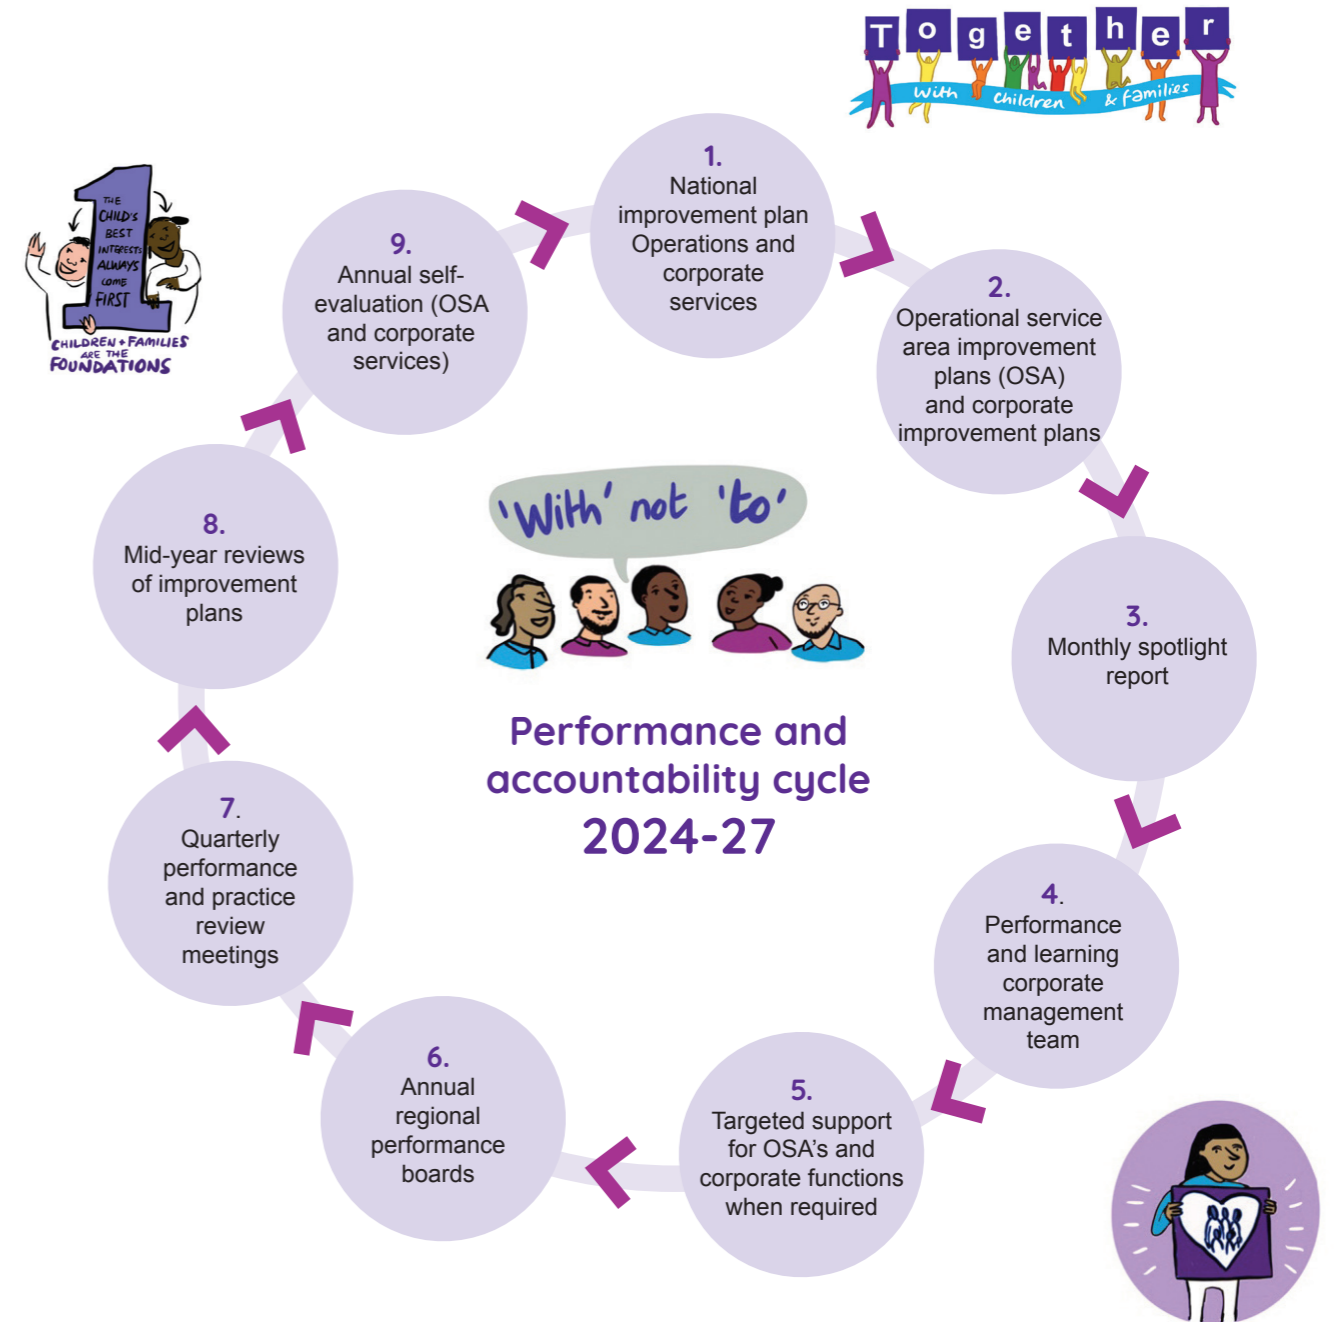 Together
with children & families
THE
CHILD'S
BEST
INTERESTS
ALWAYS
COME
FIRST
CHILDREN + FAMILIES
ARE THE
FOUNDATIONS
1.
National
improvement plan
Operations and
corporate
services
2.
Operational service
area improvement
plans (OSA)
and corporate
improvement plans
3.
Monthly spotlight
report
4.
Performance
and learning
corporate
management
team
5.
Targeted support
for OSA's and
corporate functions
when required
6.
Annual
regional
performance
boards
7.
Quarterly
performance
and practice
review
meetings
8.
Mid-year reviews
of improvement
plans
9.
Annual self-
evaluation (OSA
and corporate
services)
'With' not 'to'
Performance and
accountability cycle
2024-27